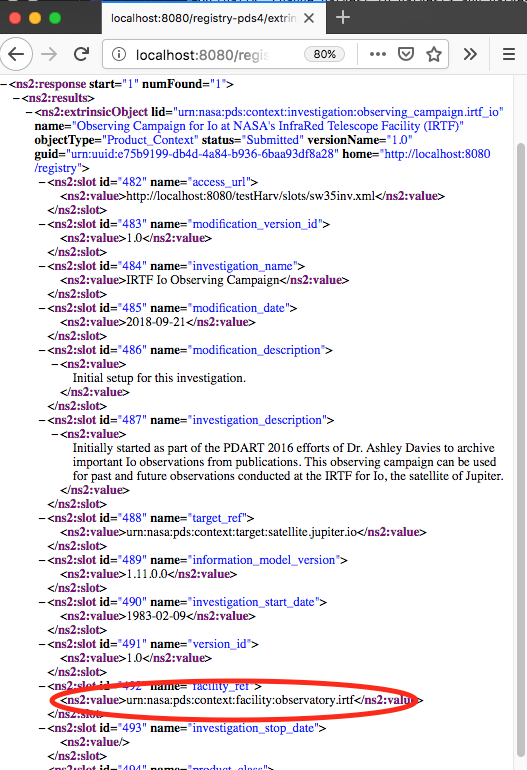 localhost:8080/registry-pds4/extrin
localhost:8080/regis
80%
−<ns2:response start="1" numFound="1">
−<ns2:results>
−<ns2:extrinsicObject lid="urn:nasa:pds:context:investigation:observing_campaign.irtf_io"
name="Observing Campaign for Io at NASA's InfraRed Telescope Facility (IRTF)"
objectType="Product_Context" status="Submitted" versionName="1.0"
guid="urn:uuid:e75b9199-db4d-4a84-b936-6baa93df8a28" home="http://localhost:8080
/registry">
−<ns2:slot id="482" name="access_url">
<ns2:value>http://localhost:8080/testHarv/slots/sw35inv.xml</ns2:value>
</ns2:slot>
−<ns2:slot id="483" name="modification_version_id">
<ns2:value>1.0</ns2:value>
</ns2:slot>
−<ns2:slot id="484" name="investigation_name">
<ns2:value>IRTF Io Observing Campaign</ns2:value>
</ns2:slot>
−<ns2:slot id="485" name="modification_date">
<ns2:value>2018-09-21</ns2:value>
</ns2:slot>
−<ns2:slot id="486" name="modification_description">
−<ns2:value>
Initial setup for this investigation.
</ns2:value>
</ns2:slot>
−<ns2:slot id="487" name="investigation_description">
−<ns2:value>
Initially started as part of the PDART 2016 efforts of Dr. Ashley Davies to archive
important Io observations from publications. This observing campaign can be used
for past and future observations conducted at the IRTF for Io, the satellite of Jupiter.
</ns2:value>
</ns2:slot>
−<ns2:slot id="488" name="target_ref">
<ns2:value>urn:nasa:pds:context:target:satellite.jupiter.io</ns2:value>
</ns2:slot>
−<ns2:slot id="489" name="information_model_version">
<ns2:value>1.11.0.0</ns2:value>
</ns2:slot>
−<ns2:slot id="490" name="investigation_start_date">
<ns2:value>1983-02-09</ns2:value>
</ns2:slot>
−<ns2:slot id="491" name="version_id">
<ns2:value>1.0</ns2:value>
</ns2:slot>
−<ns2:slot id="492" name="facility_ref">
<ns2:value>urn:nasa:pds:context:facility:observatory.irtf</ns2:value>
</ns2:slot>
−<ns2:slot id="493" name="investigation_stop_date">
<ns2:value/>
</ns2:slot>
−<ns2:slot id="494" name="product_class">